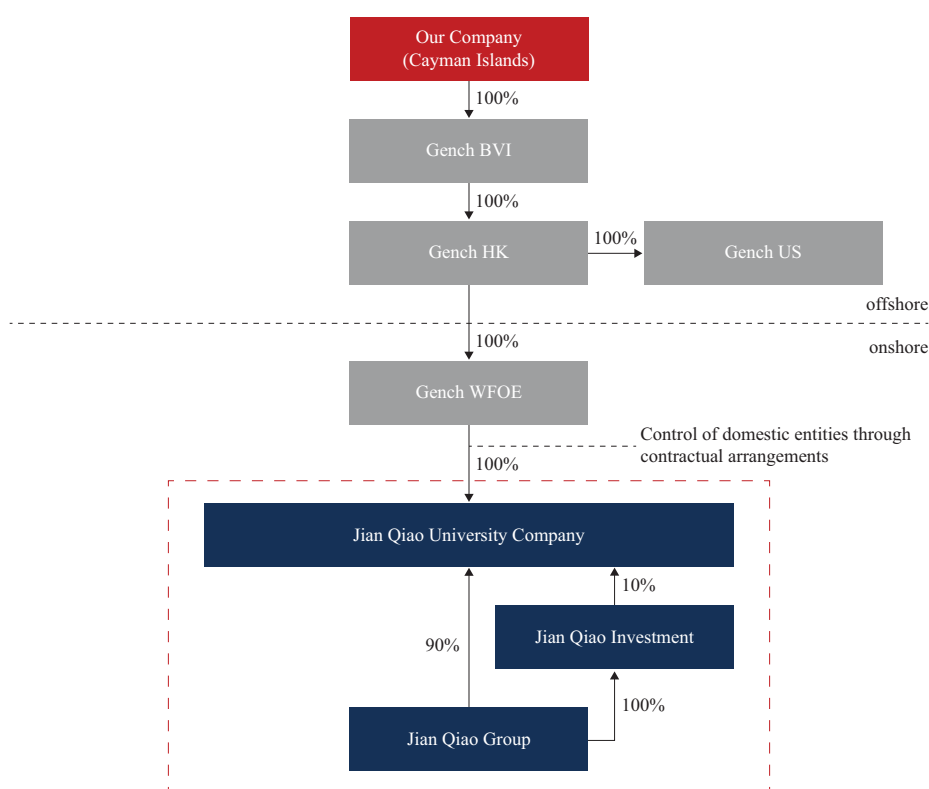 Our Company
(Cayman Islands)
100%
Gench BVI
100%
Gench HK
100%
Gench US
offshore
100%
onshore
Gench WFOE
Control of domestic entities through
contractual arrangements
100%
Jian Qiao University Company
10%
Jian Qiao Investment
90%
100%
Jian Qiao Group